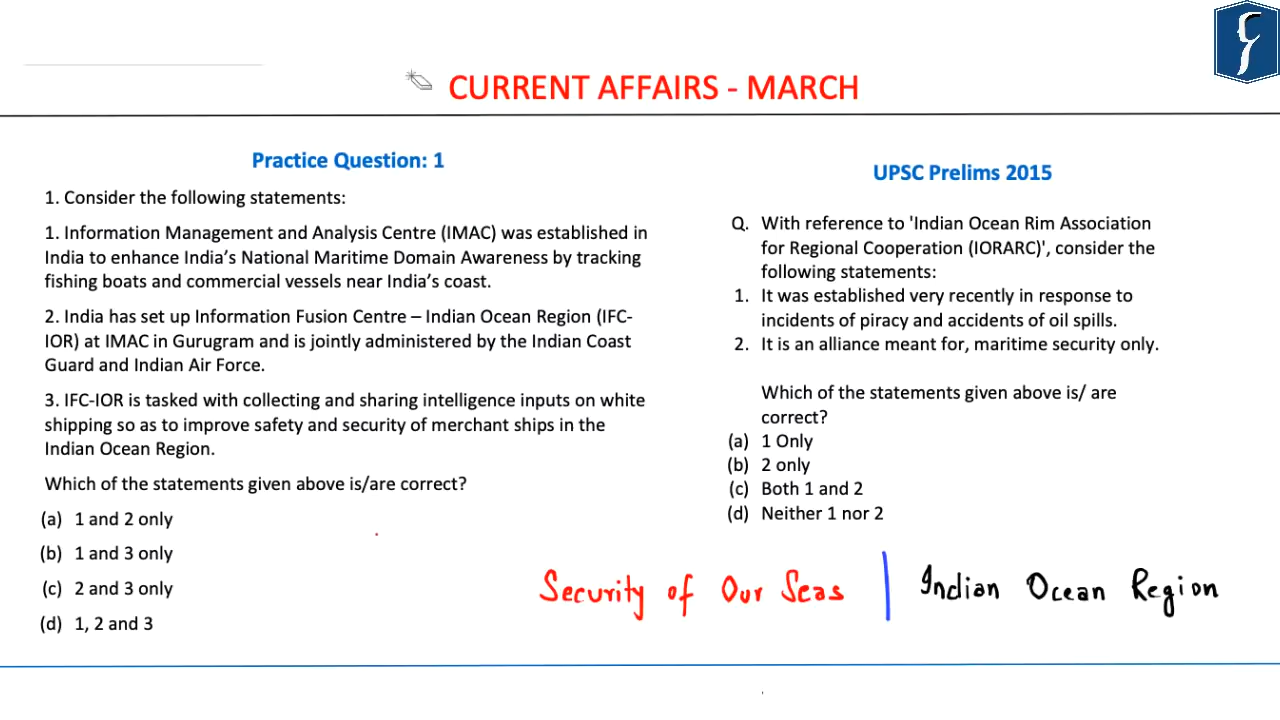 CURRENT AFFAIRS - MARCH
Practice Question: 1
1. Consider the following statements:
1. Information Management and Analysis Centre (IMAC) was established in
India to enhance India's National Maritime Domain Awareness by tracking
fishing boats and commercial vessels near India's coast.
2. India has set up Information Fusion Centre – Indian Ocean Region (IFC-
IOR) at IMAC in Gurugram and is jointly administered by the Indian Coast
Guard and Indian Air Force.
3. IFC-IOR is tasked with collecting and sharing intelligence inputs on white
shipping so as to improve safety and security of merchant ships in the
Indian Ocean Region.
Which of the statements given above is/are correct?
(a) 1 and 2 only
(b) 1 and 3 only
(c) 2 and 3 only
(d) 1, 2 and 3
UPSC Prelims 2015
Q. With reference to 'Indian Ocean Rim Association
for Regional Cooperation (IORARC)', consider the
following statements:
1. It was established very recently in response to
incidents of piracy and accidents of oil spills.
2. It is an alliance meant for, maritime security only.
Which of the statements given above is/ are
correct?
(a) 1 Only
(b) 2 only
(c) Both 1 and 2
(d) Neither 1 nor 2
Security of Our Seas | Indian Ocean Region